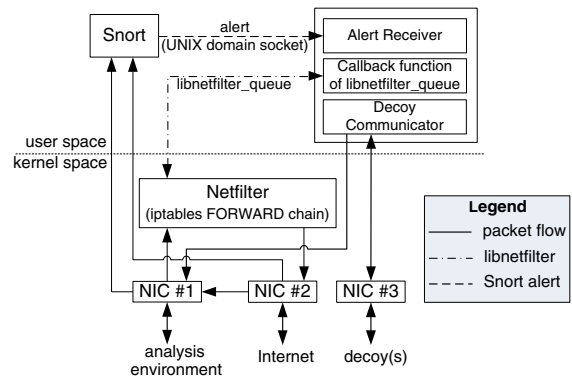 Snort
alert
(UNIX domain socket)
Alert Receiver
Callback function
of libnetfilter_queue
libnetfilter_queue
Decoy
Communicator
user space
kernel space
Netfilter
(iptables FORWARD chain)
Legend
packet flow
libnetfilter
Snort alert
NIC #1
NIC #2
NIC #3
analysis
environment
Internet
decoy(s)